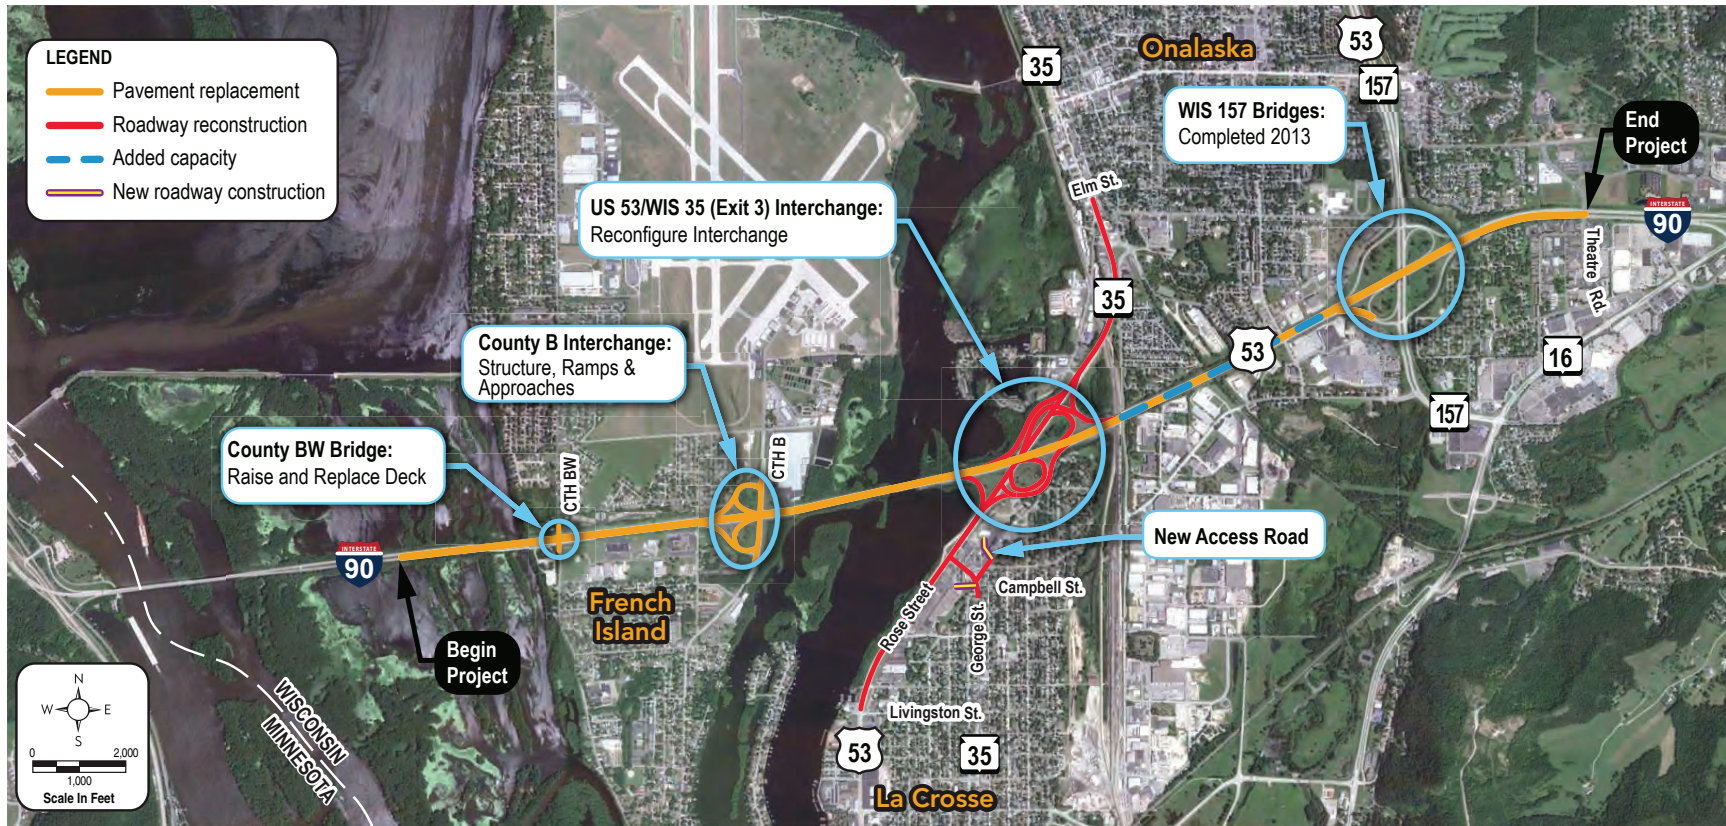 LEGEND
Pavement replacement
Roadway reconstruction
Added capacity
New roadway construction
35
Onalaska
53
157
WIS 157 Bridges:
Completed 2013
End
Project
INTERSTATE
90
Elm St.
US 53/WIS 35 (Exit 3) Interchange:
Reconfigure Interchange
35
Theatre Rd.
County B Interchange:
Structure, Ramps &
Approaches
53
16
157
County BW Bridge:
Raise and Replace Deck
CTH BW
CTH B
INTERSTATE
90
New Access Road
French
Island
Campbell St.
Rose Street
George St.
Begin
Project
N
W
E
S
0
2,000
1,000
Scale In Feet
WISCONSIN
MINNESOTA
Livingston St.
53
35
La Crosse